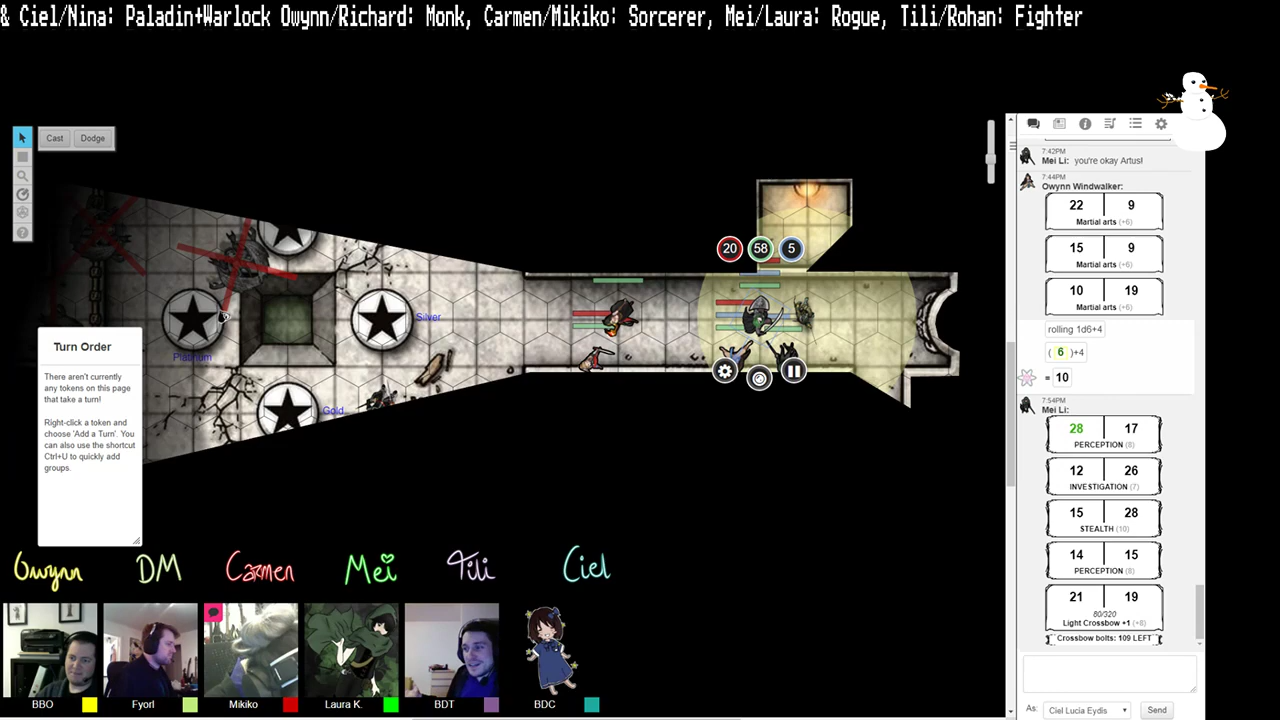 & Ciel/Nina: Paladin+Warlock Owynn/Richard: Monk, Carmen/Mikiko: Sorcerer, Mei/Laura: Rogue, Tili/Rohan: Fighter
Cast Dodge
Turn Order
There aren't currently
any tokens on this page
that take a turn!
Right-click a token and
choose 'Add a Turn'. You
can also use the shortcut
Ctrl+U to quickly add
groups.
Platinum
Silver
Gold
20 58 5
7:42PM
Mei Li: you're okay Artus!
7:44PM
Owynn Windwalker:
22 9
Martial arts (+6)
15 9
Martial arts (+6)
10 19
Martial arts (+6)
rolling 1d6+4
( 6 )+4
= 10
7:54PM
Mei Li:
28 17
PERCEPTION (8)
12 26
INVESTIGATION (7)
15 28
STEALTH (10)
14 15
PERCEPTION (8)
21 19
80/320
Light Crossbow +1 (+8)
Crossbow bolts: 109 LEFT
As: Ciel Lucia Eydis Send
Owynn DM Carmen Mei Tili Ciel
BBO Fyorl Mikiko Laura K. BDT BDC